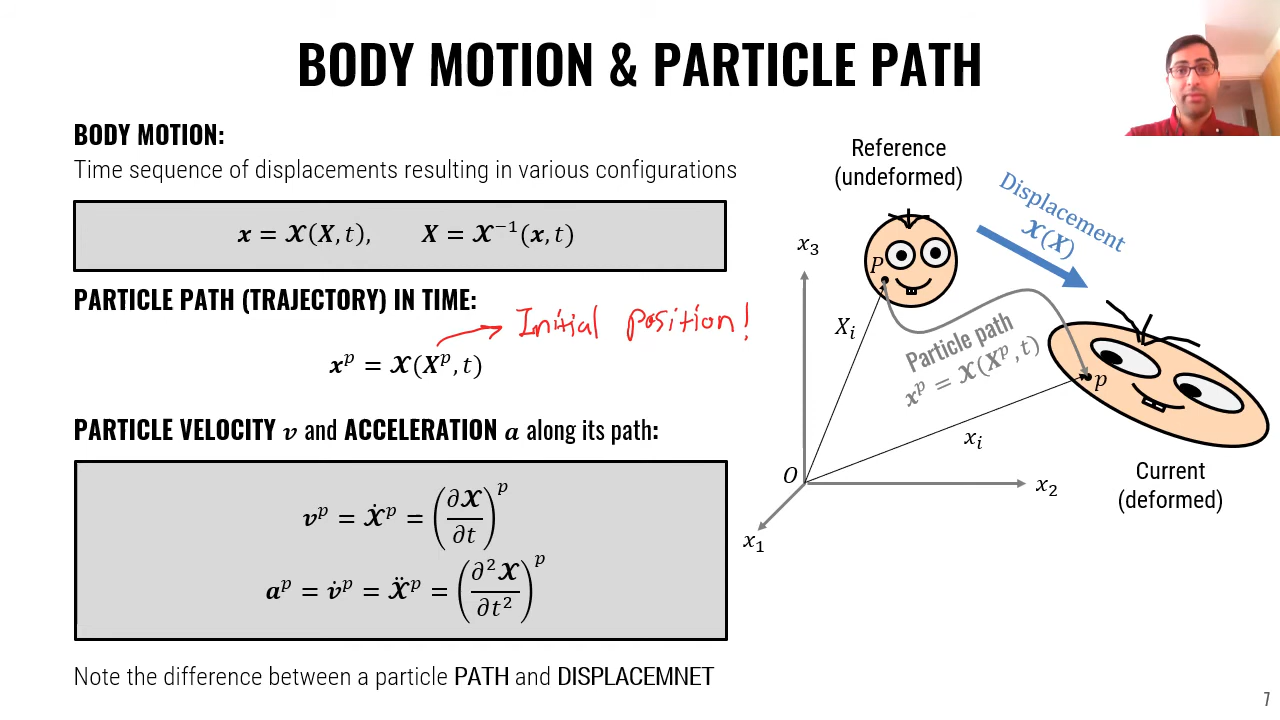 BODY MOTION & PARTICLE PATH
BODY MOTION:
Time sequence of displacements resulting in various configurations
𝒙 = 𝓧(𝑿, 𝑡),  𝑿 = 𝓧⁻¹(𝒙, 𝑡)
PARTICLE PATH (TRAJECTORY) IN TIME:
Initial position!
𝒙ᵖ = 𝓧(𝑿ᵖ, 𝑡)
PARTICLE VELOCITY 𝒗 and ACCELERATION 𝒂 along its path:
𝒗ᵖ = 𝓧̇ᵖ = (∂𝓧/∂𝑡)ᵖ
𝒂ᵖ = 𝒗̇ᵖ = 𝓧̈ᵖ = (∂²𝓧/∂𝑡²)ᵖ
Note the difference between a particle PATH and DISPLACEMNET
Reference
(undeformed)
Displacement
𝓧(𝑿)
x₃
P
Xᵢ
Particle path
𝒙ᵖ = 𝓧(𝑿ᵖ, 𝑡)
p
xᵢ
O
x₂
x₁
Current
(deformed)
7